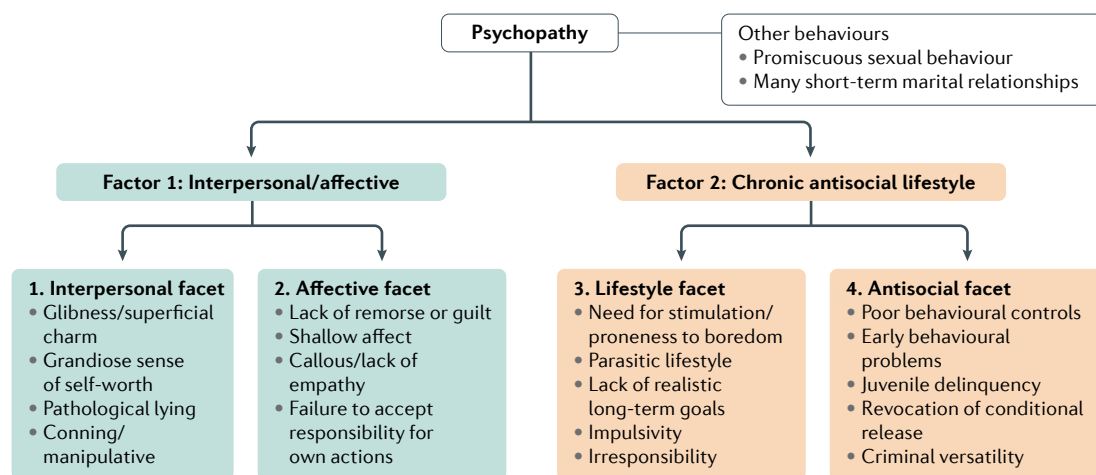 Psychopathy
Other behaviours
• Promiscuous sexual behaviour
• Many short-term marital relationships
Factor 1: Interpersonal/affective
Factor 2: Chronic antisocial lifestyle
1. Interpersonal facet
• Glibness/superficial
charm
• Grandiose sense
of self-worth
• Pathological lying
• Conning/
manipulative
2. Affective facet
• Lack of remorse or guilt
• Shallow affect
• Callous/lack of
empathy
• Failure to accept
responsibility for
own actions
3. Lifestyle facet
• Need for stimulation/
proneness to boredom
• Parasitic lifestyle
• Lack of realistic
long-term goals
• Impulsivity
• Irresponsibility
4. Antisocial facet
• Poor behavioural controls
• Early behavioural
problems
• Juvenile delinquency
• Revocation of conditional
release
• Criminal versatility